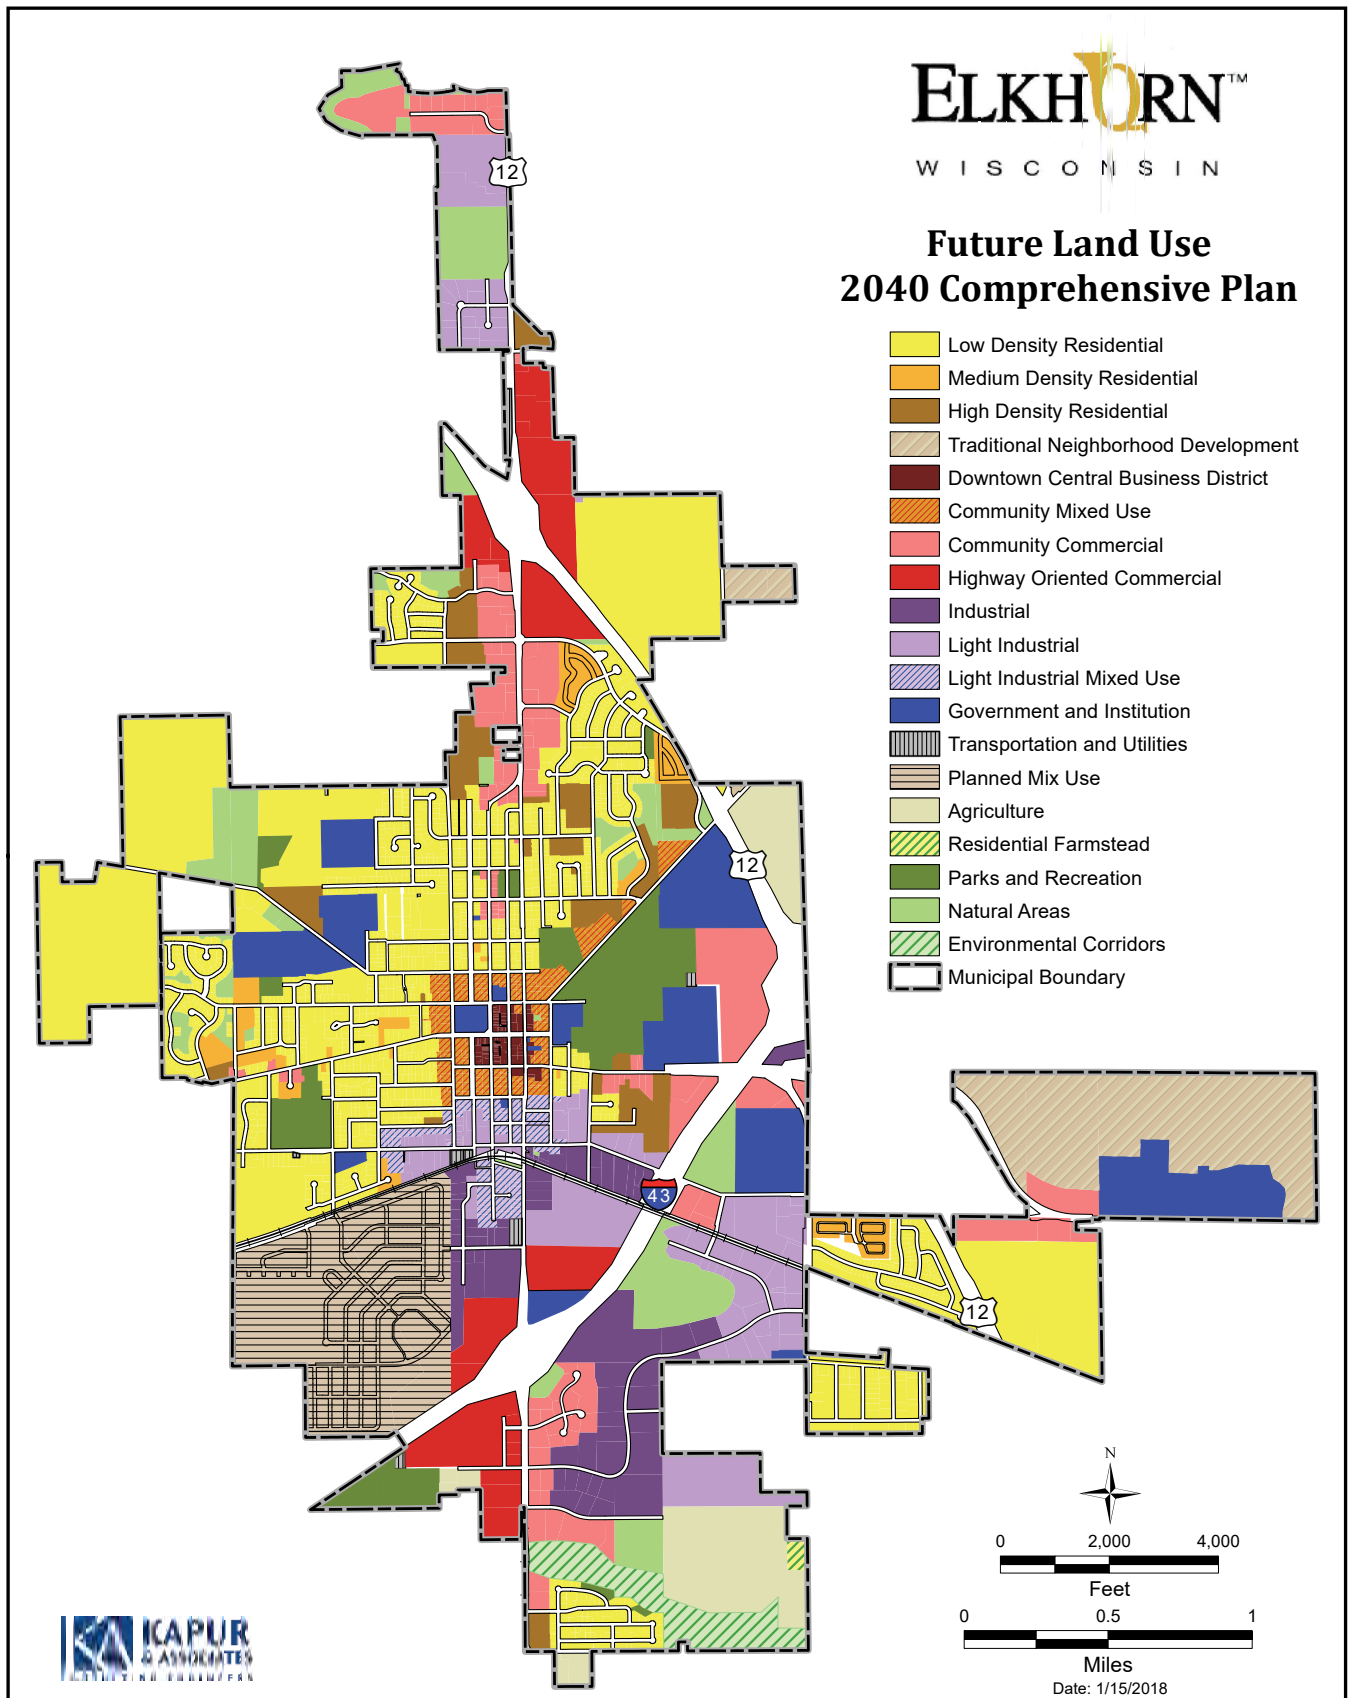 ELKHORN™
WISCONSIN
Future Land Use
2040 Comprehensive Plan
Low Density Residential
Medium Density Residential
High Density Residential
Traditional Neighborhood Development
Downtown Central Business District
Community Mixed Use
Community Commercial
Highway Oriented Commercial
Industrial
Light Industrial
Light Industrial Mixed Use
Government and Institution
Transportation and Utilities
Planned Mix Use
Agriculture
Residential Farmstead
Parks and Recreation
Natural Areas
Environmental Corridors
Municipal Boundary
12
12
43
12
N
0 2,000 4,000
Feet
0 0.5 1
Miles
Date: 1/15/2018
KAPUR
& ASSOCIATES